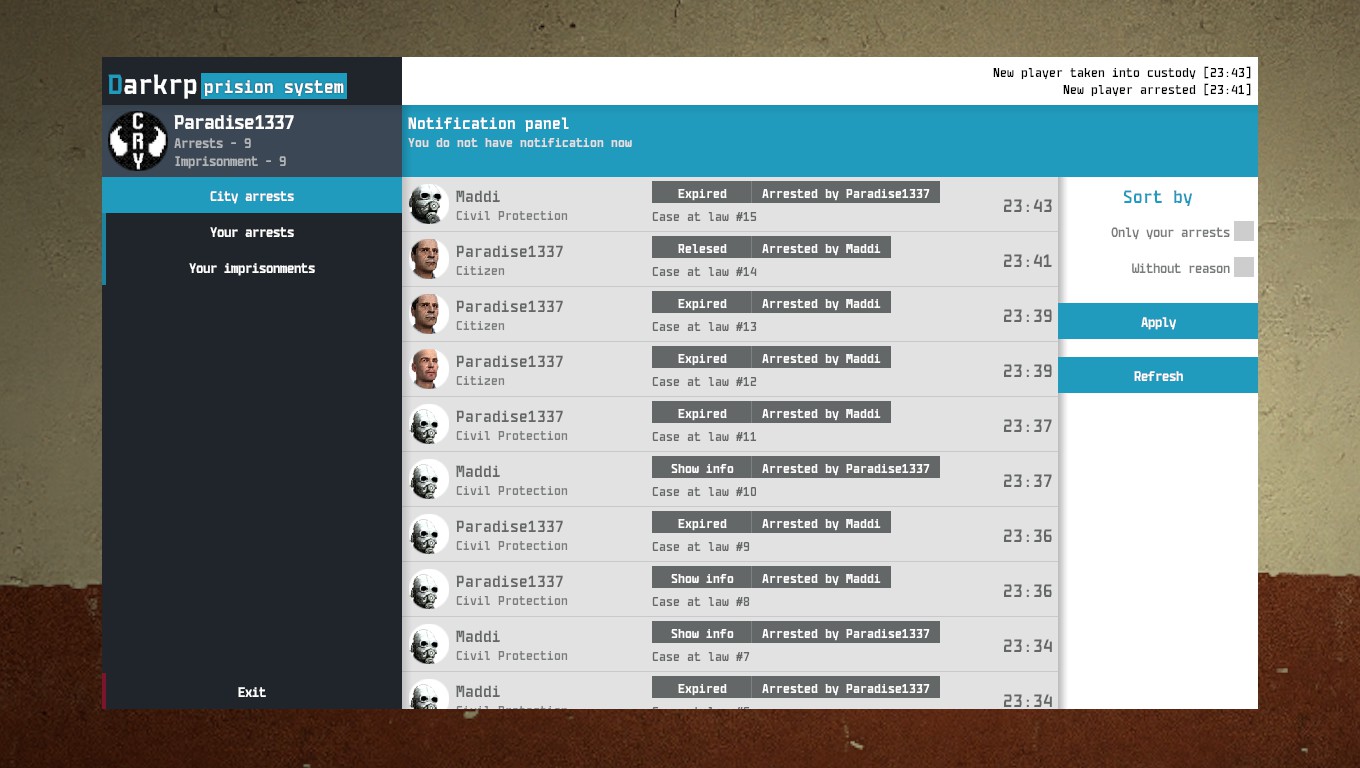 Darkrp prision system
New player taken into custody [23:43]
New player arrested [23:41]
CRY
Paradise1337
Arrests - 9
Imprisonment - 9
City arrests
Your arrests
Your imprisonments
Exit
Notification panel
You do not have notification now
Maddi
Civil Protection
Expired Arrested by Paradise1337
Case at law #15
23:43
Paradise1337
Citizen
Relesed Arrested by Maddi
Case at law #14
23:41
Paradise1337
Citizen
Expired Arrested by Maddi
Case at law #13
23:39
Paradise1337
Citizen
Expired Arrested by Maddi
Case at law #12
23:39
Paradise1337
Civil Protection
Expired Arrested by Maddi
Case at law #11
23:37
Maddi
Civil Protection
Show info Arrested by Paradise1337
Case at law #10
23:37
Paradise1337
Civil Protection
Expired Arrested by Maddi
Case at law #9
23:36
Paradise1337
Civil Protection
Show info Arrested by Maddi
Case at law #8
23:36
Maddi
Civil Protection
Show info Arrested by Paradise1337
Case at law #7
23:34
Maddi
Expired Arrested by Paradise1337
23:34
Sort by
Only your arrests
Without reason
Apply
Refresh